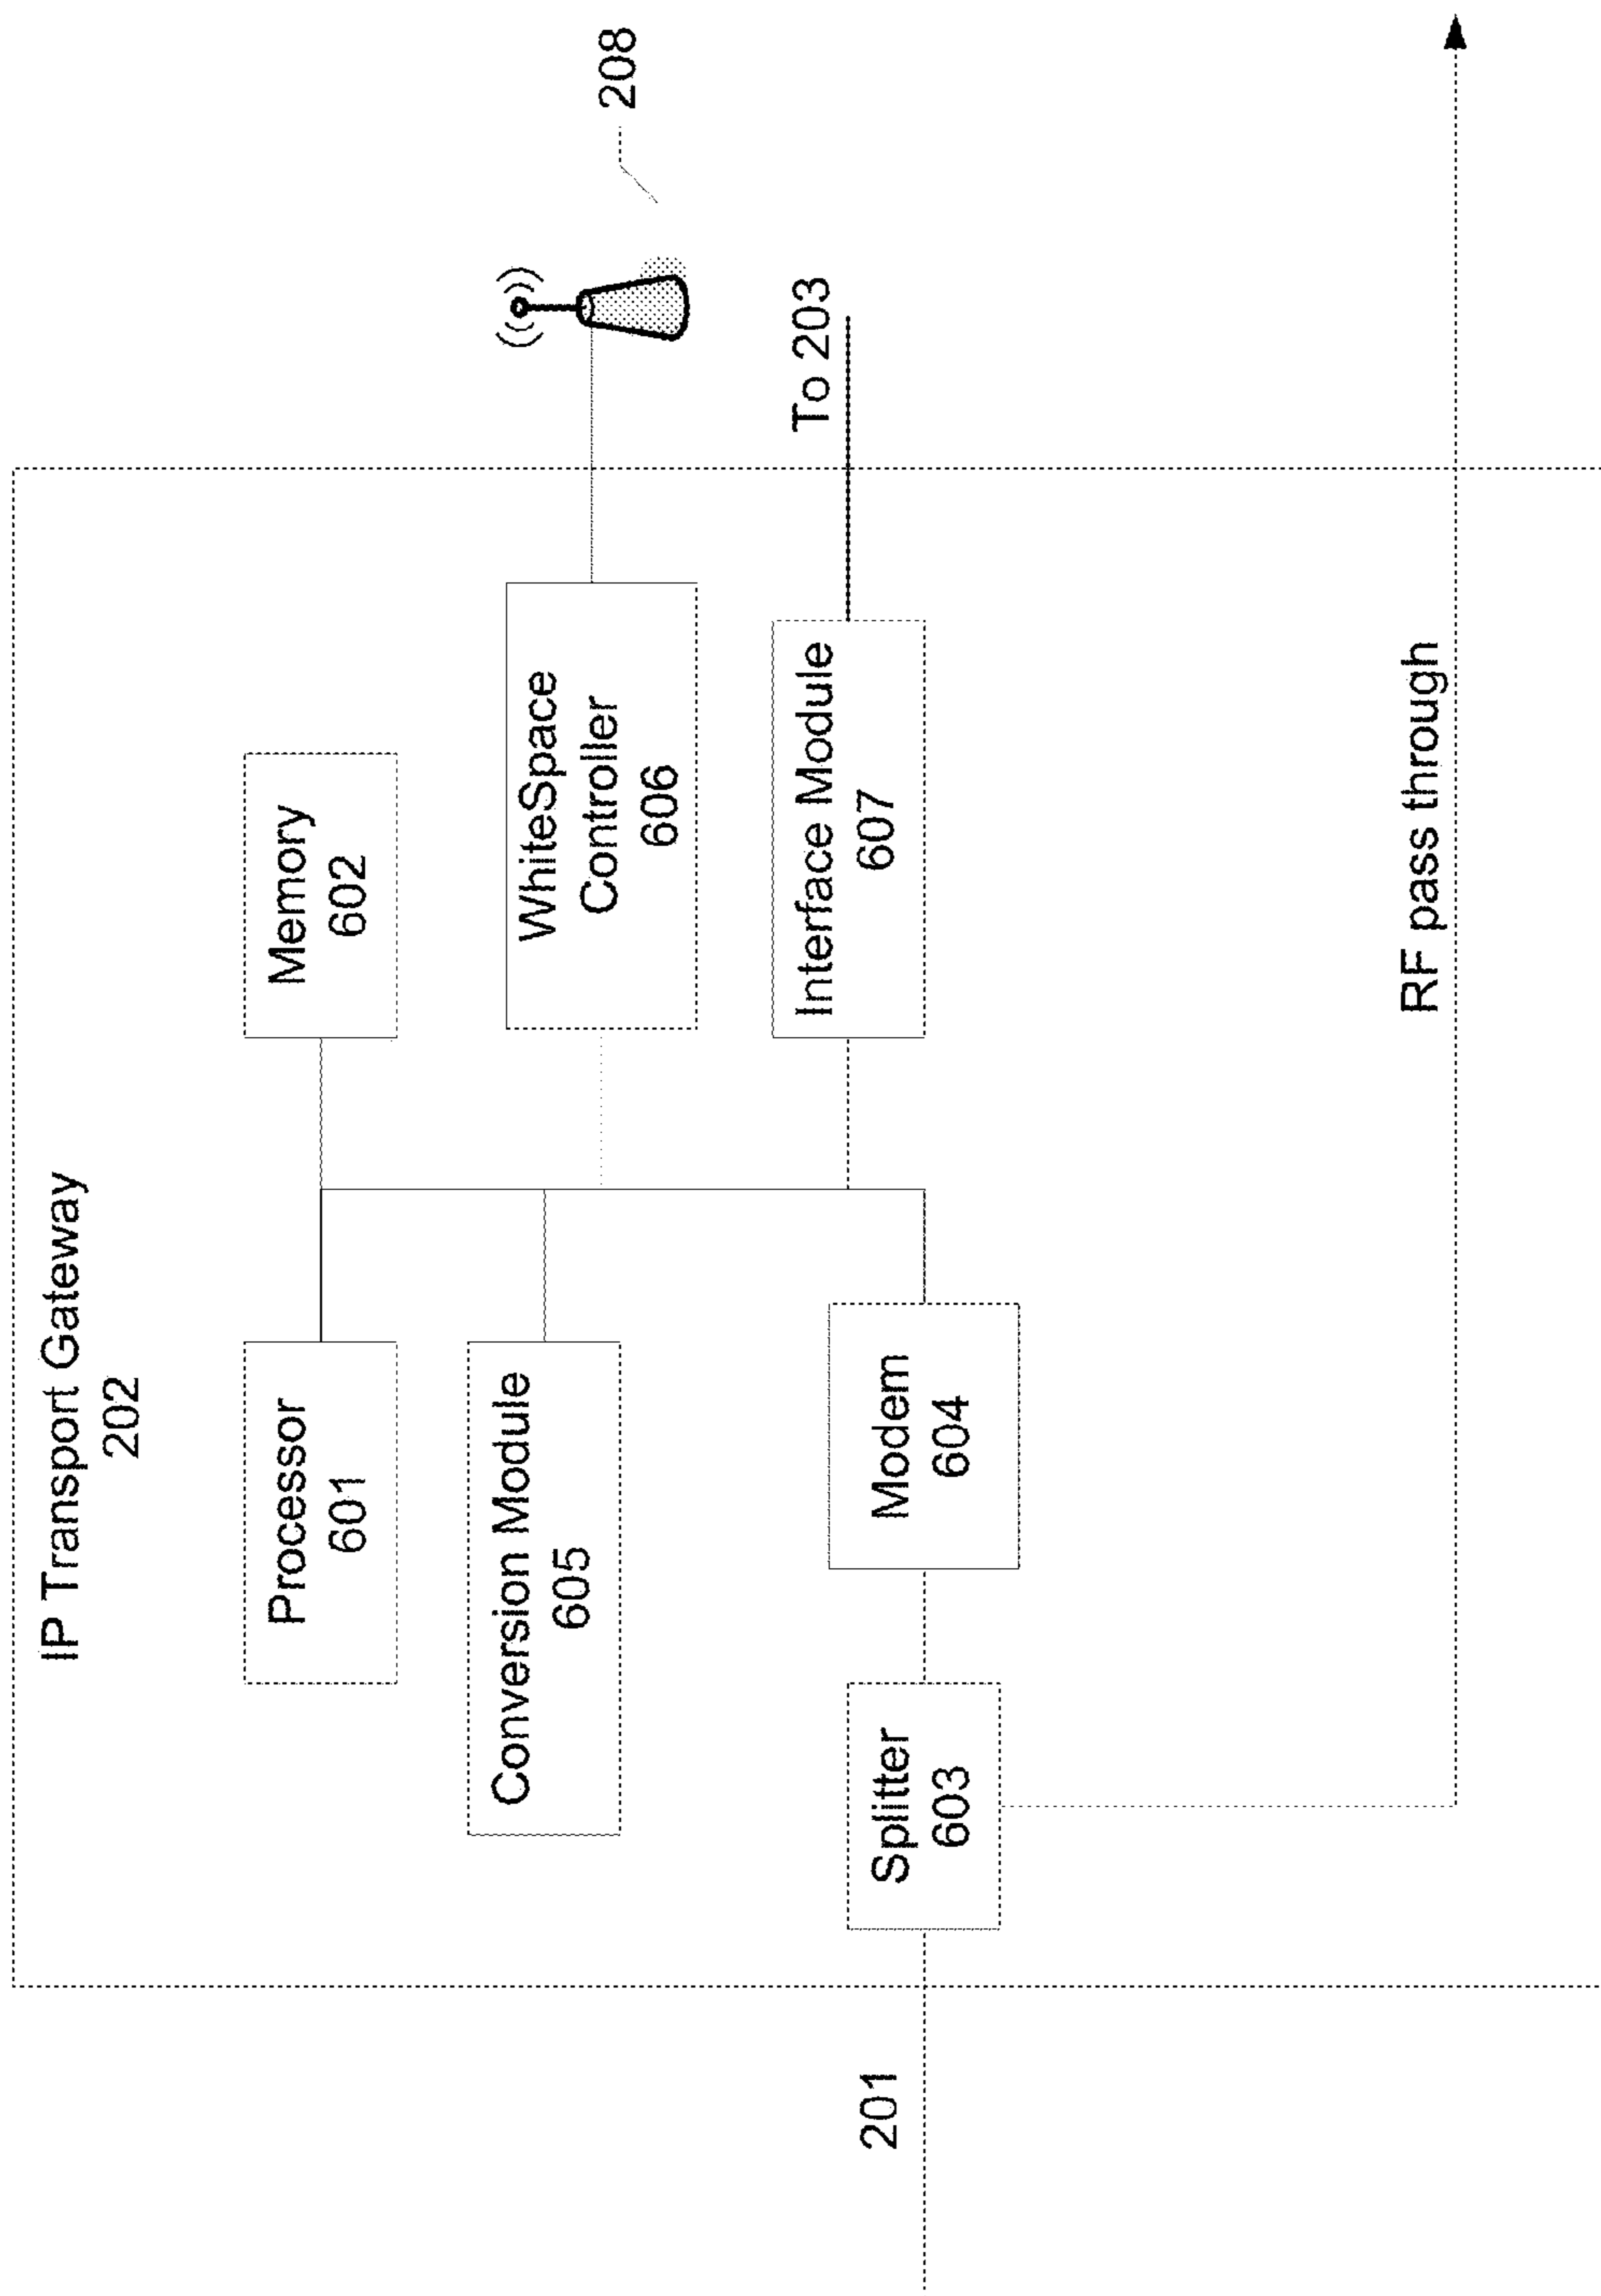 IP Transport Gateway
202
Processor
601
Memory
602
Conversion Module
605
WhiteSpace
Controller
606
208
Interface Module
607
To 203
201
Splitter
603
Modem
604
RF pass through